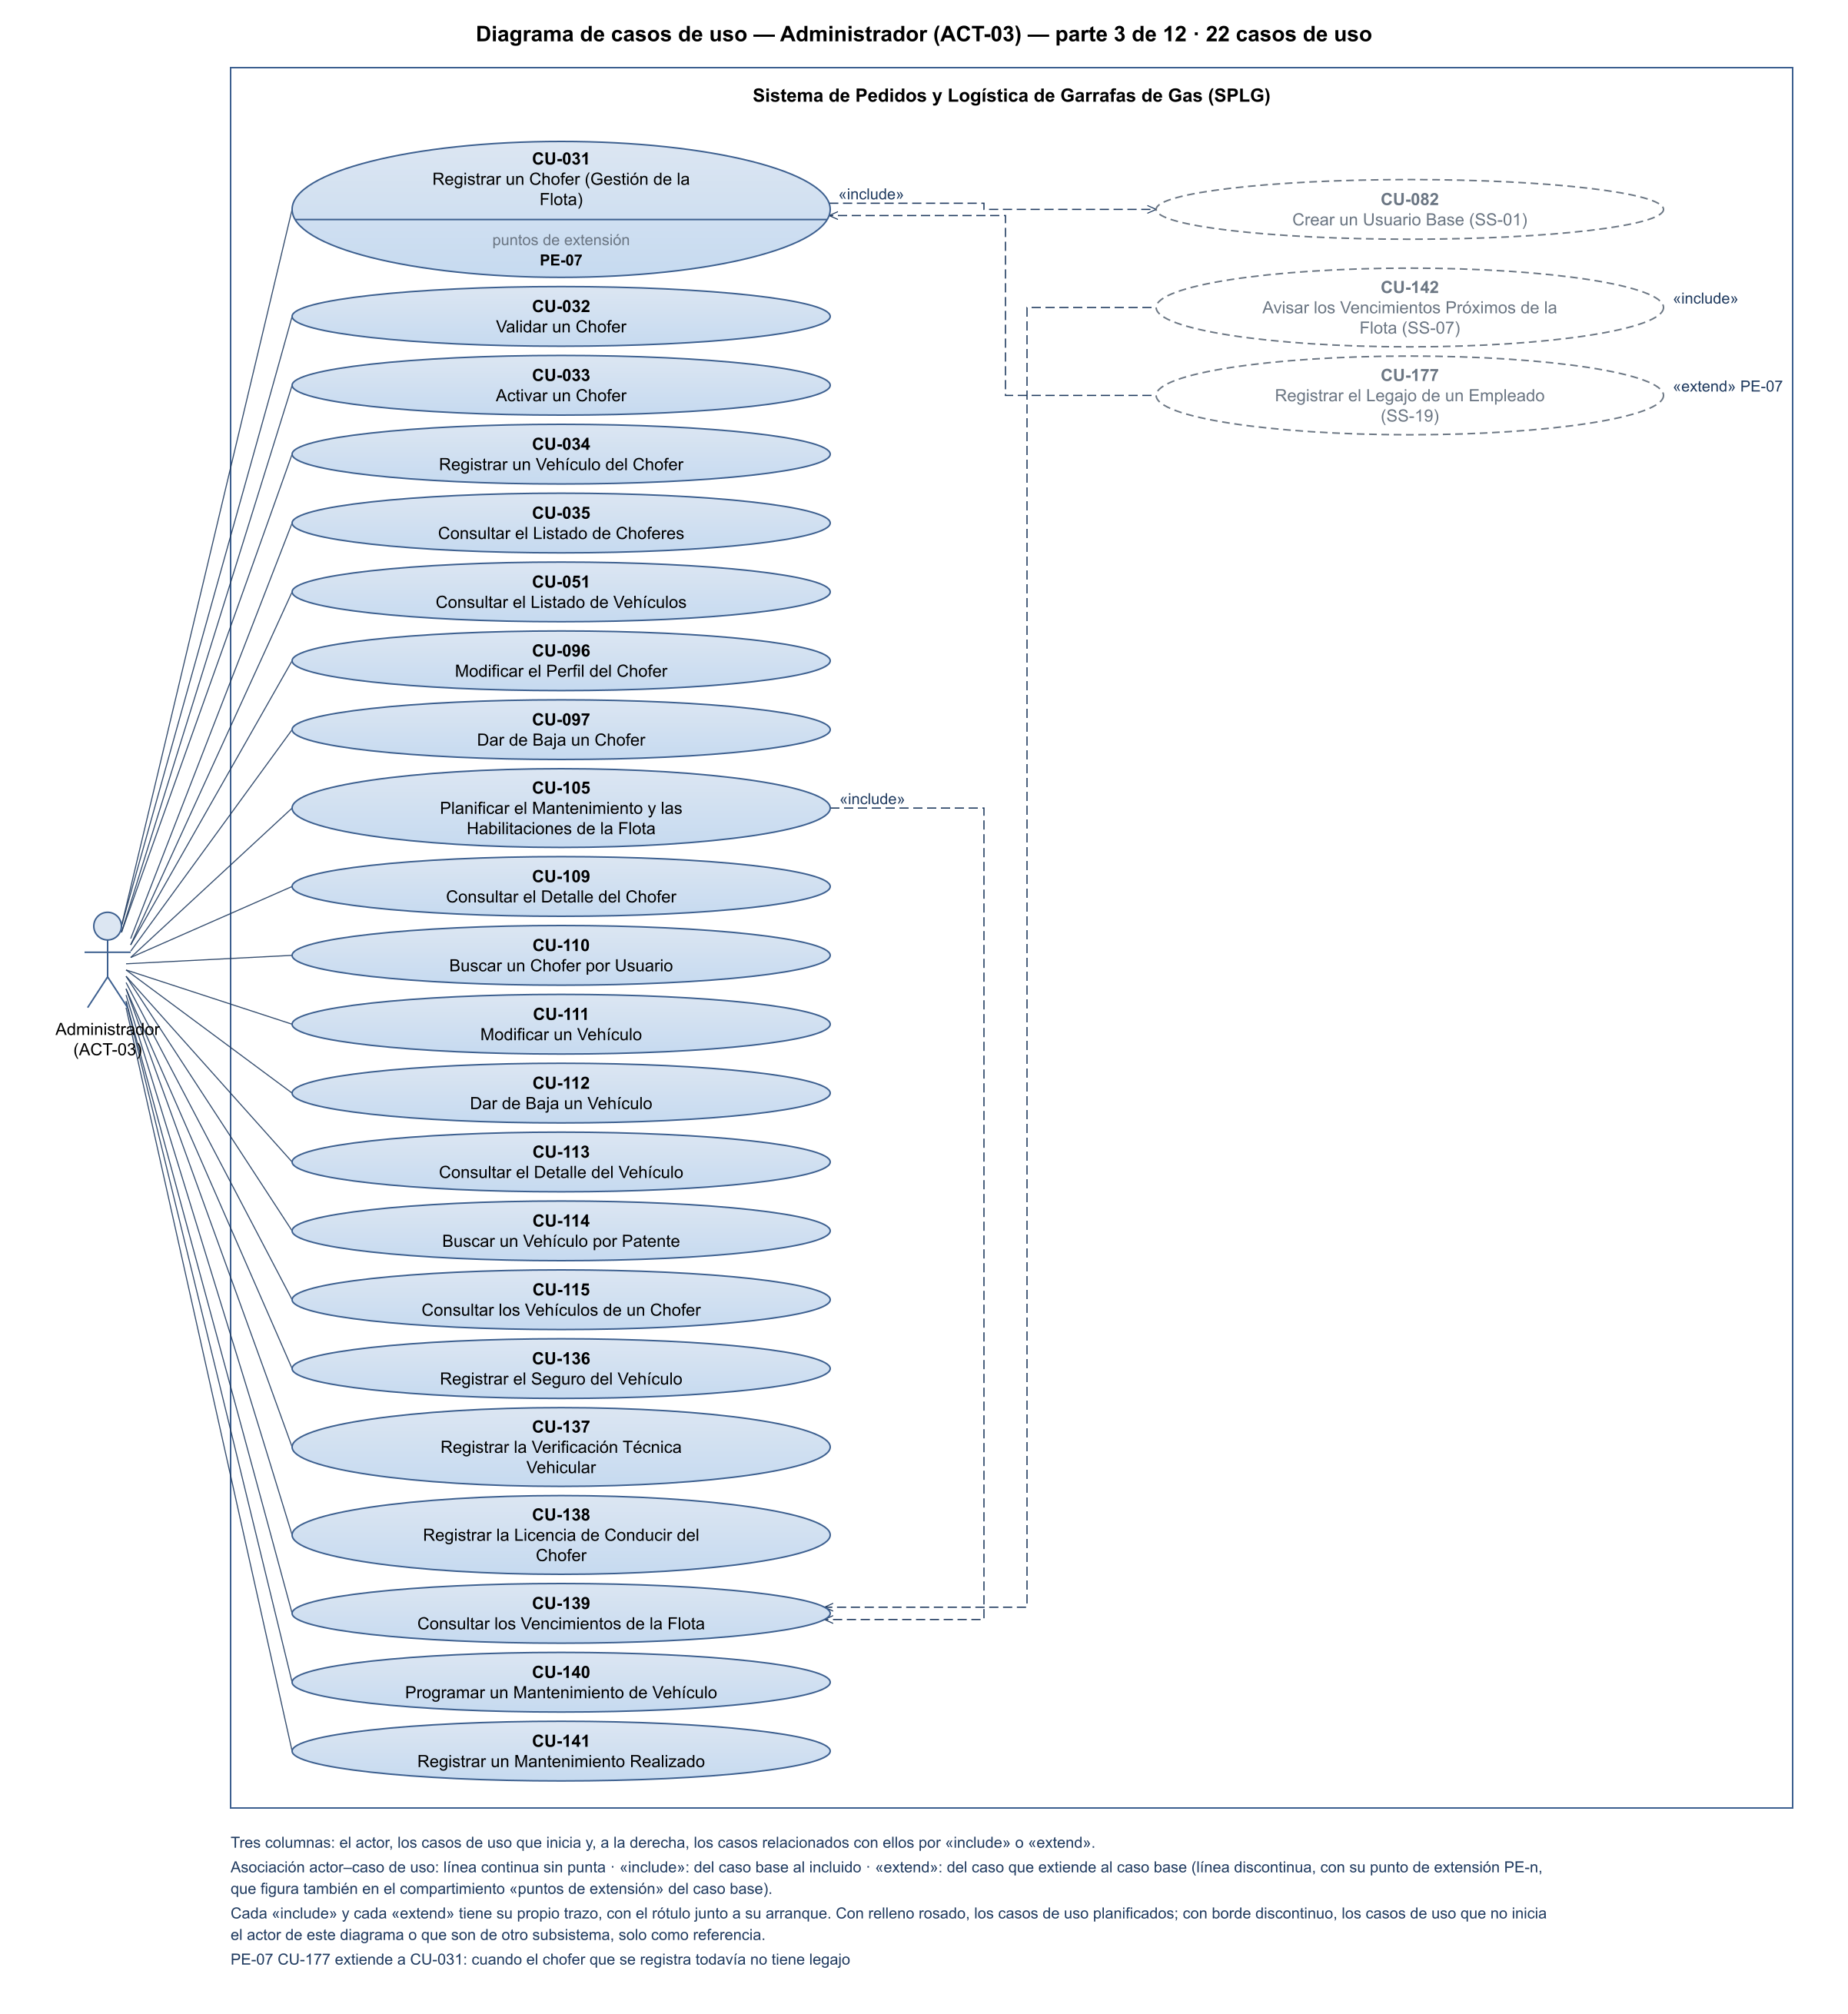 Diagrama de casos de uso — Administrador (ACT-03) — parte 3 de 12 · 22 casos de uso
Sistema de Pedidos y Logística de Garrafas de Gas (SPLG)
CU-031
Registrar un Chofer (Gestión de la
Flota)
puntos de extensión
PE-07
«include»
CU-082
Crear un Usuario Base (SS-01)
CU-142
Avisar los Vencimientos Próximos de la
Flota (SS-07)
«include»
CU-177
Registrar el Legajo de un Empleado
(SS-19)
«extend» PE-07
CU-032
Validar un Chofer
CU-033
Activar un Chofer
CU-034
Registrar un Vehículo del Chofer
CU-035
Consultar el Listado de Choferes
CU-051
Consultar el Listado de Vehículos
CU-096
Modificar el Perfil del Chofer
CU-097
Dar de Baja un Chofer
CU-105
Planificar el Mantenimiento y las
Habilitaciones de la Flota
«include»
CU-109
Consultar el Detalle del Chofer
CU-110
Buscar un Chofer por Usuario
Administrador
(ACT-03)
CU-111
Modificar un Vehículo
CU-112
Dar de Baja un Vehículo
CU-113
Consultar el Detalle del Vehículo
CU-114
Buscar un Vehículo por Patente
CU-115
Consultar los Vehículos de un Chofer
CU-136
Registrar el Seguro del Vehículo
CU-137
Registrar la Verificación Técnica
Vehicular
CU-138
Registrar la Licencia de Conducir del
Chofer
CU-139
Consultar los Vencimientos de la Flota
CU-140
Programar un Mantenimiento de Vehículo
CU-141
Registrar un Mantenimiento Realizado
Tres columnas: el actor, los casos de uso que inicia y, a la derecha, los casos relacionados con ellos por «include» o «extend».
Asociación actor–caso de uso: línea continua sin punta · «include»: del caso base al incluido · «extend»: del caso que extiende al caso base (línea discontinua, con su punto de extensión PE-n,
que figura también en el compartimiento «puntos de extensión» del caso base).
Cada «include» y cada «extend» tiene su propio trazo, con el rótulo junto a su arranque. Con relleno rosado, los casos de uso planificados; con borde discontinuo, los casos de uso que no inicia
el actor de este diagrama o que son de otro subsistema, solo como referencia.
PE-07 CU-177 extiende a CU-031: cuando el chofer que se registra todavía no tiene legajo